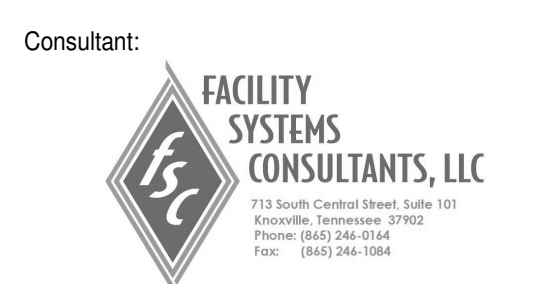 Consultant:
FACILITY
SYSTEMS
CONSULTANTS, LLC
fsc
713 South Central Street, Suite 101
Knoxville, Tennessee 37902
Phone: (865) 246-0164
Fax: (865) 246-1084